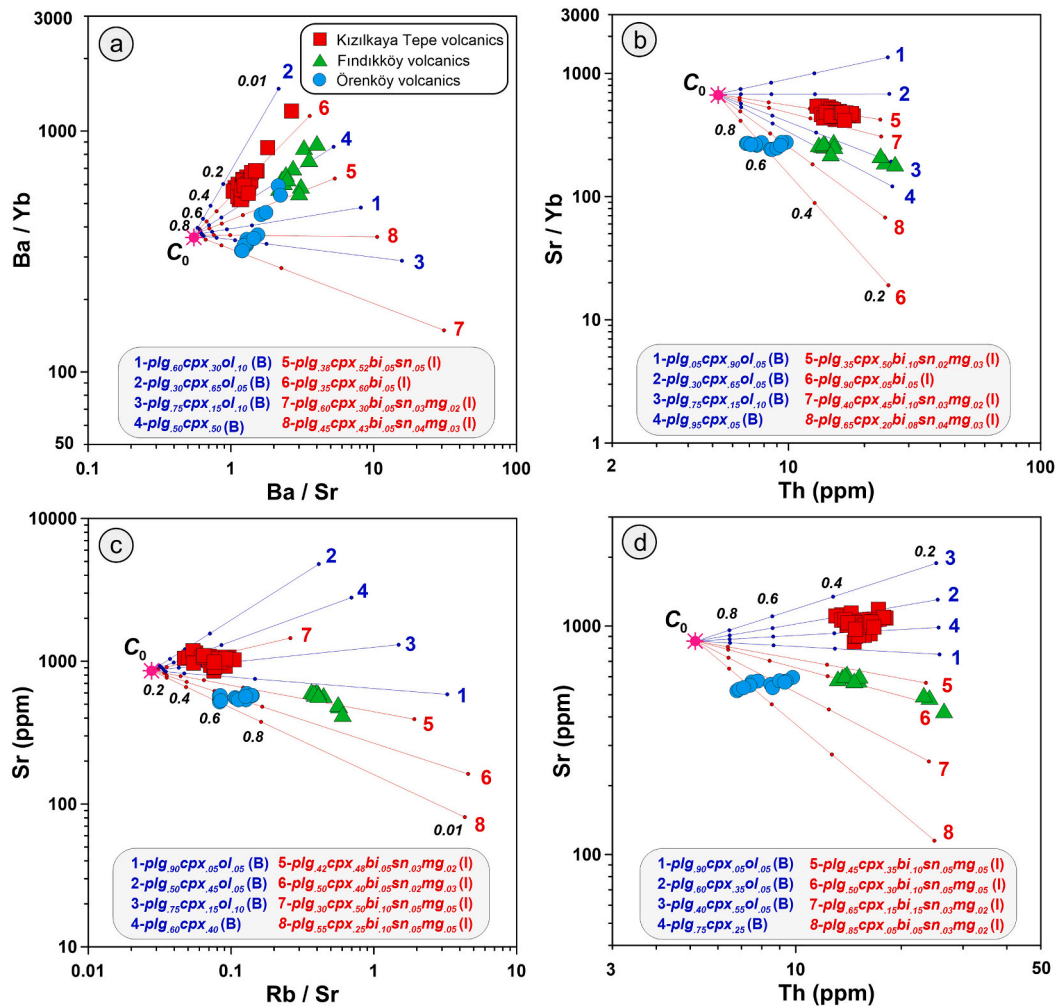 a
3000
1000
100
50
Ba / Yb
Kızılkaya Tepe volcanics
Fındıkköy volcanics
Örenköy volcanics
0.01
2
6
4
5
1
8
3
7
0.2
0.4
0.6
0.8
C0
1-plg.60cpx.30ol.10 (B) 5-plg.38cpx.52bi.05sn.05 (I)
2-plg.30cpx.65ol.05 (B) 6-plg.35cpx.60bi.05 (I)
3-plg.75cpx.15ol.10 (B) 7-plg.60cpx.30bi.05sn.03mg.02 (I)
4-plg.50cpx.50 (B) 8-plg.45cpx.43bi.05sn.04mg.03 (I)
0.1 1 10 100
Ba / Sr
b
3000
1000
100
10
1
Sr / Yb
C0
1
2
5
7
3
4
8
6
0.8
0.6
0.4
0.2
1-plg.05cpx.90ol.05 (B) 5-plg.35cpx.50bi.10sn.02mg.03 (I)
2-plg.30cpx.65ol.05 (B) 6-plg.90cpx.05bi.05 (I)
3-plg.75cpx.15ol.10 (B) 7-plg.40cpx.45bi.10sn.03mg.02 (I)
4-plg.95cpx.05 (B) 8-plg.65cpx.20bi.08sn.04mg.03 (I)
2 10 100
Th (ppm)
c
10000
1000
100
10
Sr (ppm)
C0
2
4
7
3
1
5
6
8
0.2
0.4
0.6
0.8
0.01
1-plg.90cpx.05ol.05 (B) 5-plg.42cpx.48bi.05sn.03mg.02 (I)
2-plg.50cpx.45ol.05 (B) 6-plg.50cpx.40bi.05sn.02mg.03 (I)
3-plg.75cpx.15ol.10 (B) 7-plg.30cpx.50bi.10sn.05mg.05 (I)
4-plg.60cpx.40 (B) 8-plg.55cpx.25bi.10sn.05mg.05 (I)
0.01 0.1 1 10
Rb / Sr
d
1000
100
Sr (ppm)
C0
0.8
0.6
0.4
0.2
3
2
4
1
5
6
7
8
1-plg.90cpx.05ol.05 (B) 5-plg.45cpx.35bi.10sn.05mg.05 (I)
2-plg.60cpx.35ol.05 (B) 6-plg.50cpx.30bi.10sn.05mg.05 (I)
3-plg.40cpx.55ol.05 (B) 7-plg.65cpx.15bi.15sn.03mg.02 (I)
4-plg.75cpx.25 (B) 8-plg.85cpx.05bi.05sn.03mg.02 (I)
3 10 50
Th (ppm)